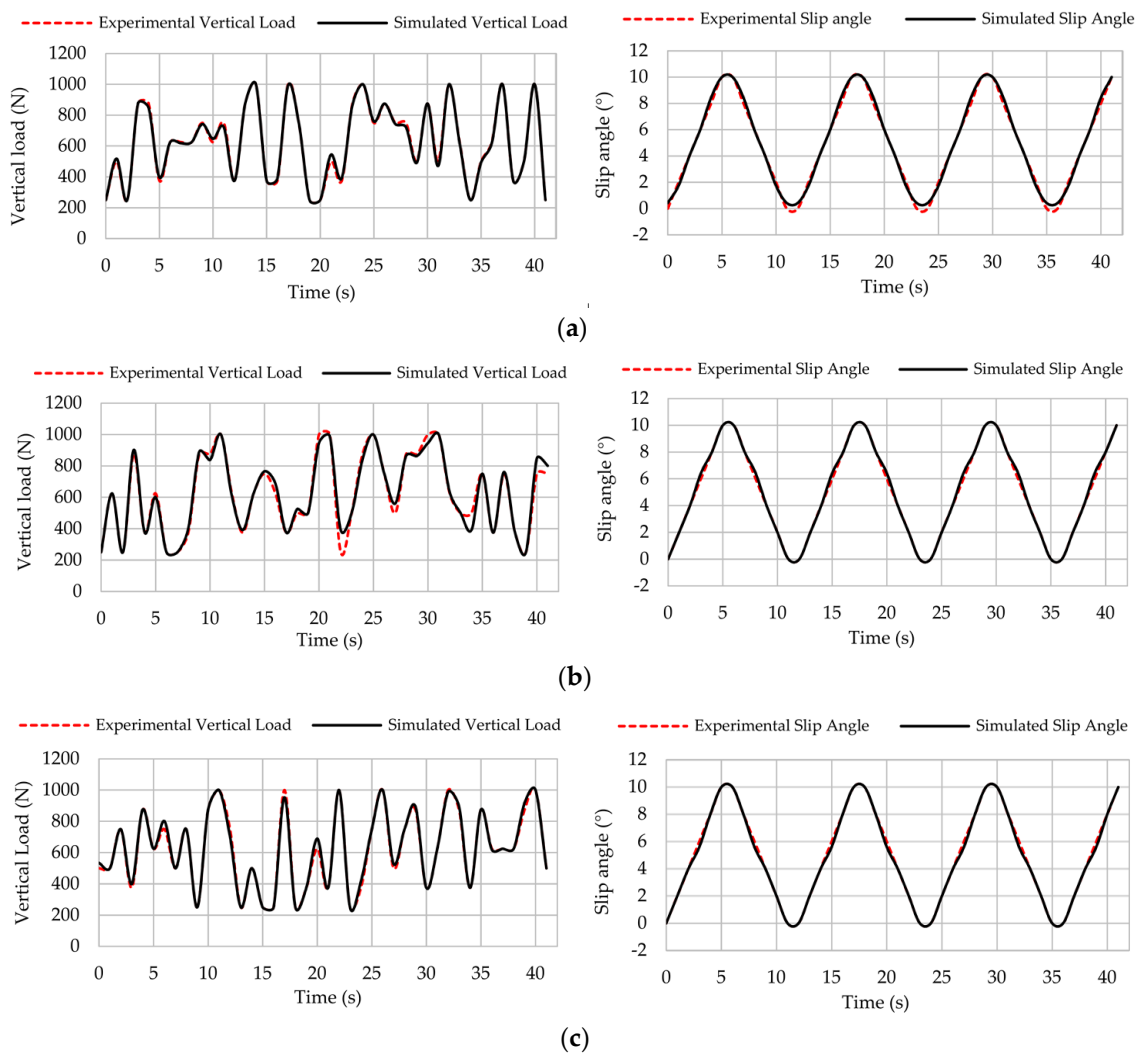 Experimental Vertical Load Simulated Vertical Load
1200
1000
800
600
400
200
0
Vertical load (N)
0 5 10 15 20 25 30 35 40
Time (s)
Experimental Slip angle Simulated Slip Angle
12
10
8
6
4
2
0
-2
Slip angle (°)
0 5 10 15 20 25 30 35 40
Time (s)
(a)
Experimental Vertical Load Simulated Vertical Load
1200
1000
800
600
400
200
0
Vertical load (N)
0 5 10 15 20 25 30 35 40
Time (s)
Experimental Slip Angle Simulated Slip Angle
12
10
8
6
4
2
0
-2
Slip angle (°)
0 5 10 15 20 25 30 35 40
Time (s)
(b)
Experimental Vertical Load Simulated Vertical Load
1200
1000
800
600
400
200
0
Vertical Load (N)
0 5 10 15 20 25 30 35 40
Time (s)
Experimental Slip Angle Simulated Slip Angle
12
10
8
6
4
2
0
-2
Slip angle (°)
0 5 10 15 20 25 30 35 40
Time (s)
(c)